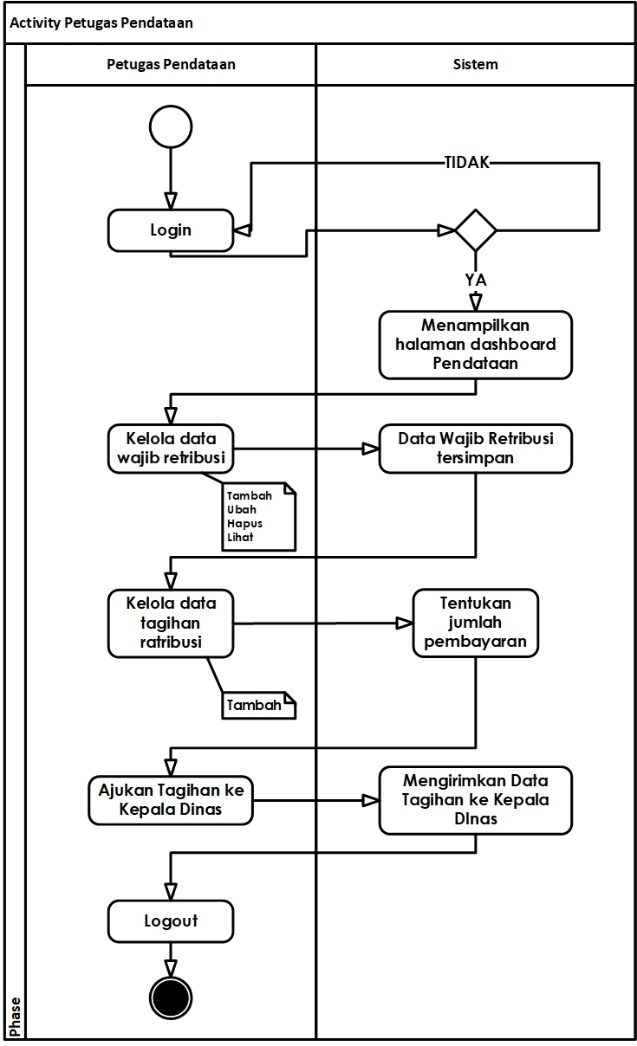 Activity Petugas Pendataan
Petugas Pendataan
Sistem
TIDAK
Login
YA
Menampilkan
halaman dashboard
Pendataan
Kelola data
wajib retribusi
Data Wajib Retribusi
tersimpan
Tambah
Ubah
Hapus
Lihat
Kelola data
tagihan
ratribusi
Tentukan
jumlah
pembayaran
Tambah
Ajukan Tagihan ke
Kepala Dinas
Mengirimkan Data
Tagihan ke Kepala
DInas
Logout
Phase